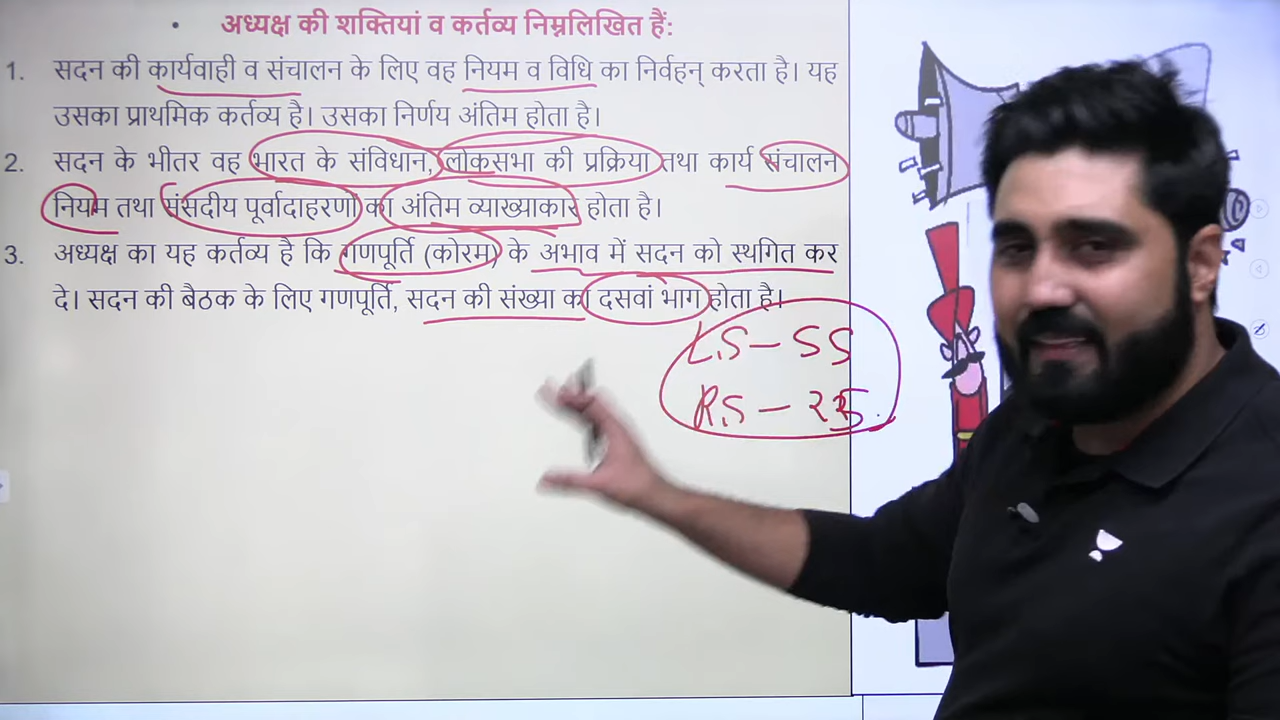 • अध्यक्ष की शक्तियां व कर्तव्य निम्नलिखित हैं:
1. सदन की कार्यवाही व संचालन के लिए वह नियम व विधि का निर्वहन् करता है। यह
उसका प्राथमिक कर्तव्य है। उसका निर्णय अंतिम होता है।
2. सदन के भीतर वह भारत के संविधान, लोकसभा की प्रक्रिया तथा कार्य संचालन
नियम तथा संसदीय पूर्वादाहरणों का अंतिम व्याख्याकार होता है।
3. अध्यक्ष का यह कर्तव्य है कि गणपूर्ति (कोरम) के अभाव में सदन को स्थगित कर
दे। सदन की बैठक के लिए गणपूर्ति, सदन की संख्या का दसवां भाग होता है।
LS – 55
RS – 25